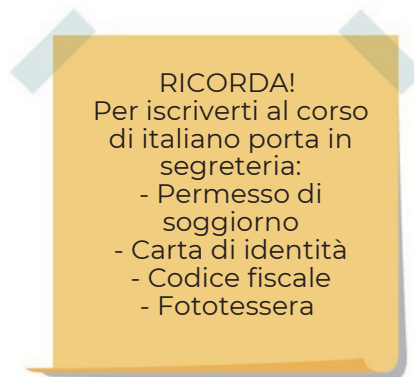 RICORDA!
Per iscriverti al corso
di italiano porta in
segreteria:
- Permesso di
soggiorno
- Carta di identità
- Codice fiscale
- Fototessera